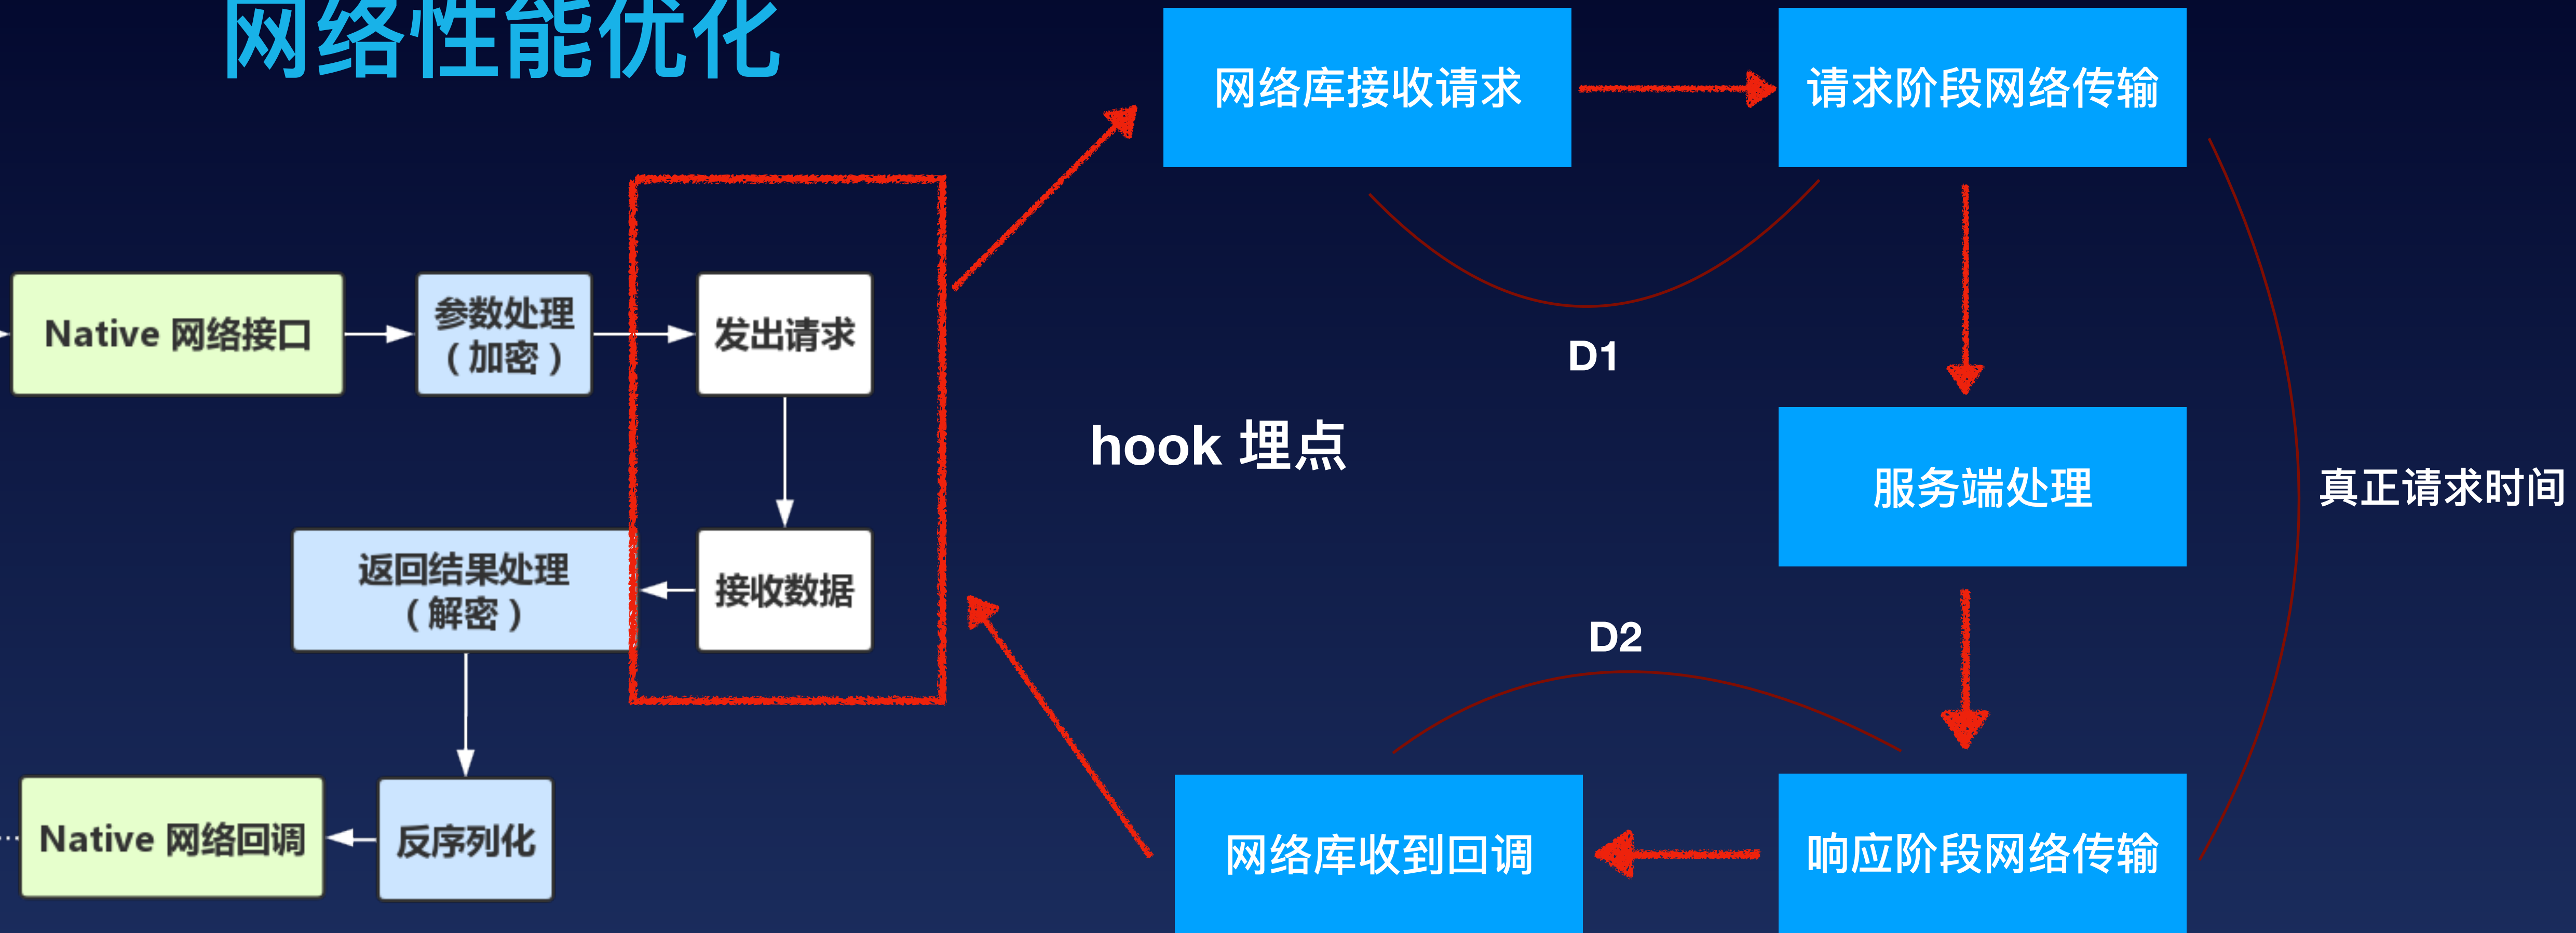 网络性能优化
网络库接收请求
请求阶段网络传输
Native 网络接口
参数处理
（加密）
发出请求
D1
hook 埋点
服务端处理
真正请求时间
返回结果处理
（解密）
接收数据
D2
Native 网络回调
反序列化
网络库收到回调
响应阶段网络传输